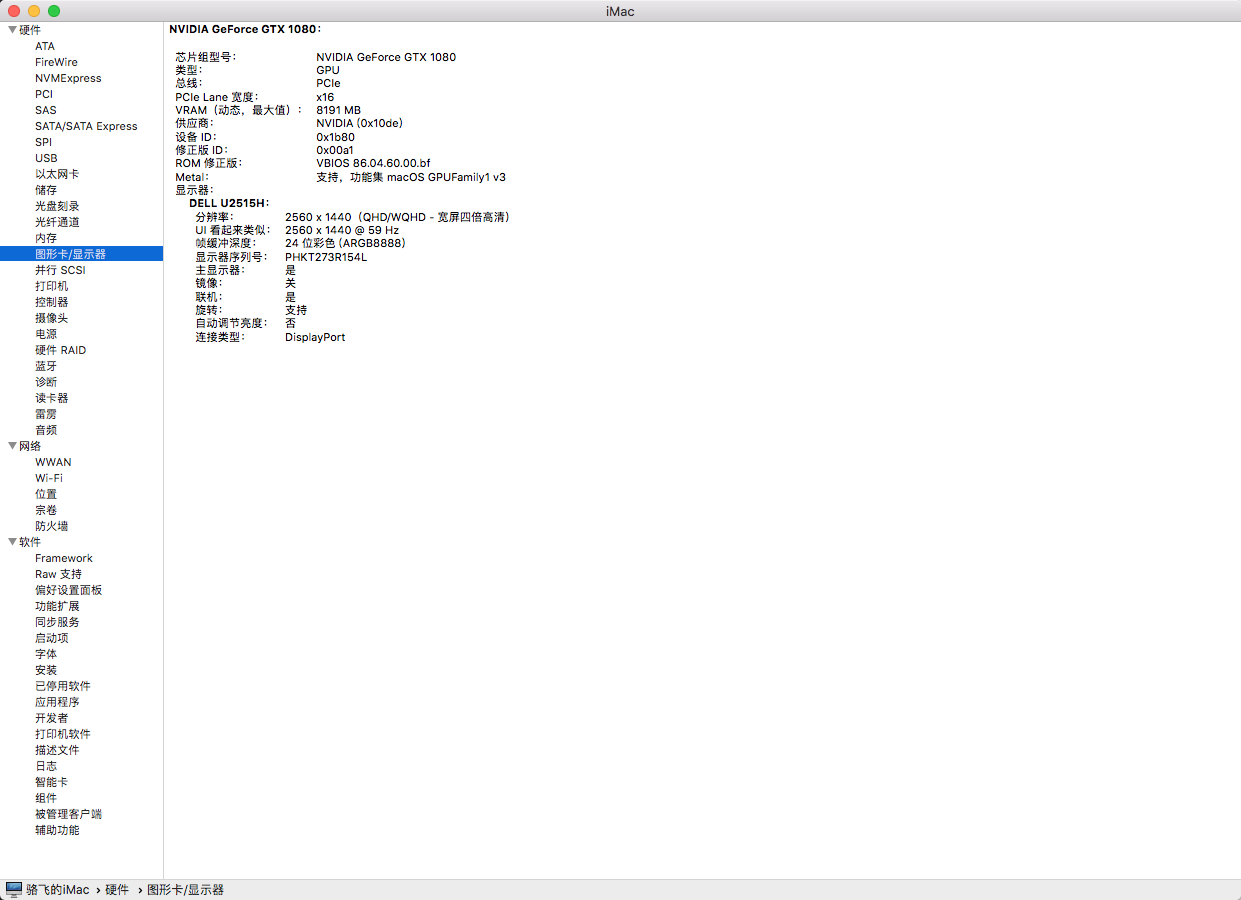 iMac
硬件
ATA
FireWire
NVMExpress
PCI
SAS
SATA/SATA Express
SPI
USB
以太网卡
储存
光盘刻录
光纤通道
内存
图形卡/显示器
并行 SCSI
打印机
控制器
摄像头
电源
硬件 RAID
蓝牙
诊断
读卡器
雷雳
音频
网络
WWAN
Wi-Fi
位置
宗卷
防火墙
软件
Framework
Raw 支持
偏好设置面板
功能扩展
同步服务
启动项
字体
安装
已停用软件
应用程序
开发者
打印机软件
描述文件
日志
智能卡
组件
被管理客户端
辅助功能
NVIDIA GeForce GTX 1080：
芯片组型号： NVIDIA GeForce GTX 1080
类型： GPU
总线： PCIe
PCIe Lane 宽度： x16
VRAM（动态，最大值）： 8191 MB
供应商： NVIDIA (0x10de)
设备 ID： 0x1b80
修正版 ID： 0x00a1
ROM 修正版： VBIOS 86.04.60.00.bf
Metal： 支持，功能集 macOS GPUFamily1 v3
显示器：
DELL U2515H：
分辨率： 2560 x 1440（QHD/WQHD - 宽屏四倍高清）
UI 看起来类似： 2560 x 1440 @ 59 Hz
帧缓冲深度： 24 位彩色 (ARGB8888)
显示器序列号： PHKT273R154L
主显示器： 是
镜像： 关
联机： 是
旋转： 支持
自动调节亮度： 否
连接类型： DisplayPort
骆飞的iMac › 硬件 › 图形卡/显示器